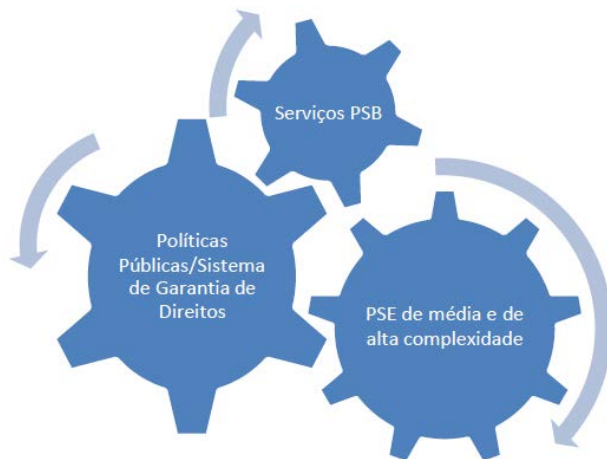 Serviços PSB
Políticas
Públicas/Sistema
de Garantia de
Direitos
PSE de média e de
alta complexidade